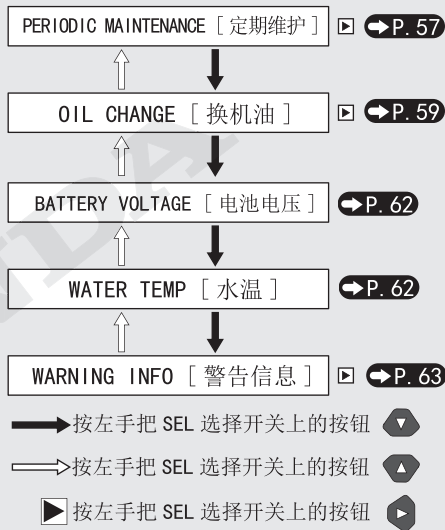 PERIODIC MAINTENANCE [定期维护] ▶ ➡P. 57
OIL CHANGE [换机油] ▶ ➡P. 59
BATTERY VOLTAGE [电池电压] ➡P. 62
WATER TEMP [水温] ➡P. 62
WARNING INFO [警告信息] ▶ ➡P. 63
按左手把 SEL 选择开关上的按钮 ▼
按左手把 SEL 选择开关上的按钮 ▲
▶ 按左手把 SEL 选择开关上的按钮 ▶